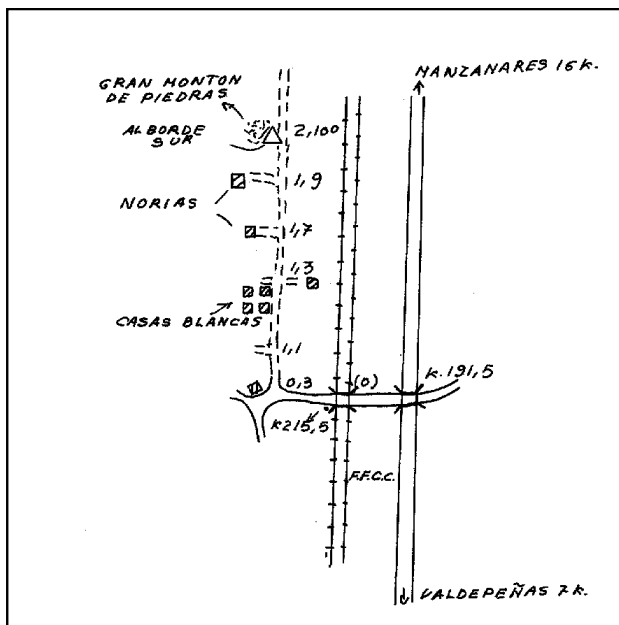 MANZANARES 16 K.
GRAN MONTON
DE PIEDRAS
AL BORDE
SUR
2,100
1,9
NORIAS
1,7
1,3
CASAS BLANCAS
1,1
0,3
(0)
K.191,5
K215,5
F.F.C.C.
VALDEPEÑAS 7 K.